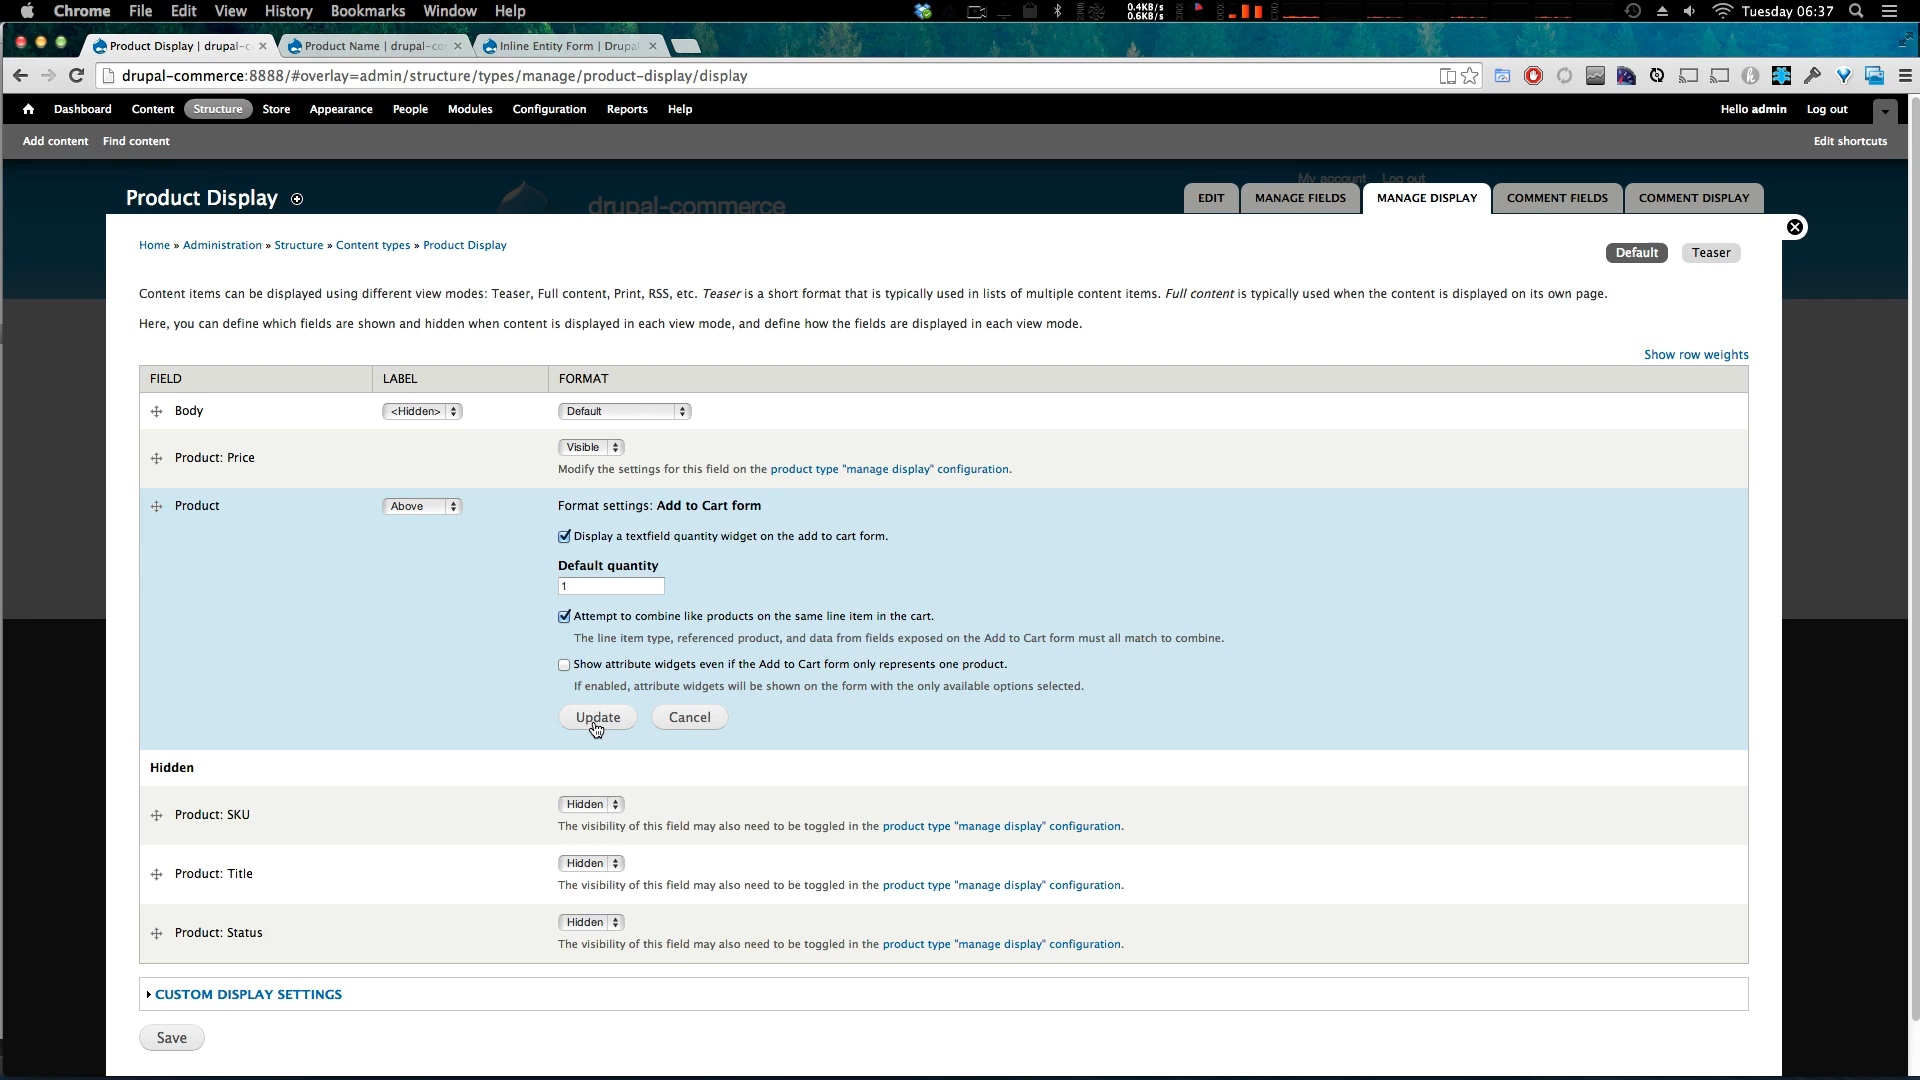 Chrome File Edit View History Bookmarks Window Help 0.4KB/s 0.6KB/s Tuesday 06:37
Product Display | drupal-c Product Name | drupal-co Inline Entity Form | Drupal
drupal-commerce:8888/#overlay=admin/structure/types/manage/product-display/display
Dashboard Content Structure Store Appearance People Modules Configuration Reports Help Hello admin Log out
Add content Find content Edit shortcuts
My account Log out
drupal-commerce
Product Display EDIT MANAGE FIELDS MANAGE DISPLAY COMMENT FIELDS COMMENT DISPLAY
Home » Administration » Structure » Content types » Product Display
Default Teaser
Content items can be displayed using different view modes: Teaser, Full content, Print, RSS, etc. Teaser is a short format that is typically used in lists of multiple content items. Full content is typically used when the content is displayed on its own page.
Here, you can define which fields are shown and hidden when content is displayed in each view mode, and define how the fields are displayed in each view mode.
Show row weights
FIELD LABEL FORMAT
Body <Hidden> Default
Product: Price Visible
Modify the settings for this field on the product type "manage display" configuration.
Product Above Format settings: Add to Cart form
Display a textfield quantity widget on the add to cart form.
Default quantity
1
Attempt to combine like products on the same line item in the cart.
The line item type, referenced product, and data from fields exposed on the Add to Cart form must all match to combine.
Show attribute widgets even if the Add to Cart form only represents one product.
If enabled, attribute widgets will be shown on the form with the only available options selected.
Update Cancel
Hidden
Product: SKU Hidden
The visibility of this field may also need to be toggled in the product type "manage display" configuration.
Product: Title Hidden
The visibility of this field may also need to be toggled in the product type "manage display" configuration.
Product: Status Hidden
The visibility of this field may also need to be toggled in the product type "manage display" configuration.
CUSTOM DISPLAY SETTINGS
Save